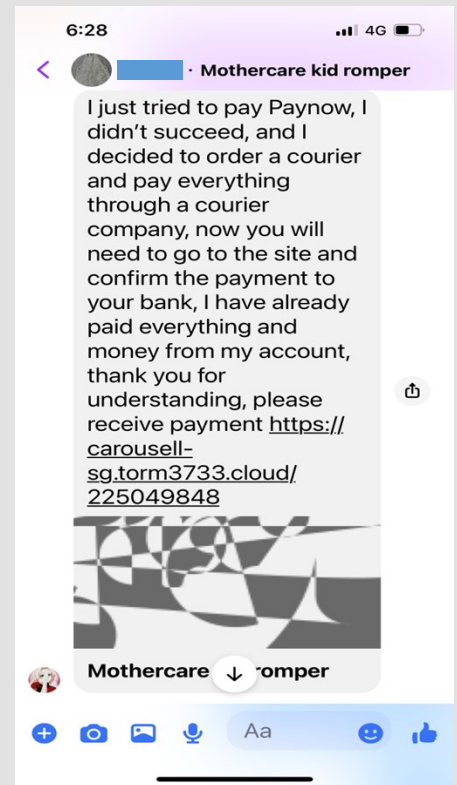 6:28
4G
· Mothercare kid romper
I just tried to pay Paynow, I
didn't succeed, and I
decided to order a courier
and pay everything
through a courier
company, now you will
need to go to the site and
confirm the payment to
your bank, I have already
paid everything and
money from my account,
thank you for
understanding, please
receive payment https://
carousell-
sg.torm3733.cloud/
225049848
Mothercare romper
Aa